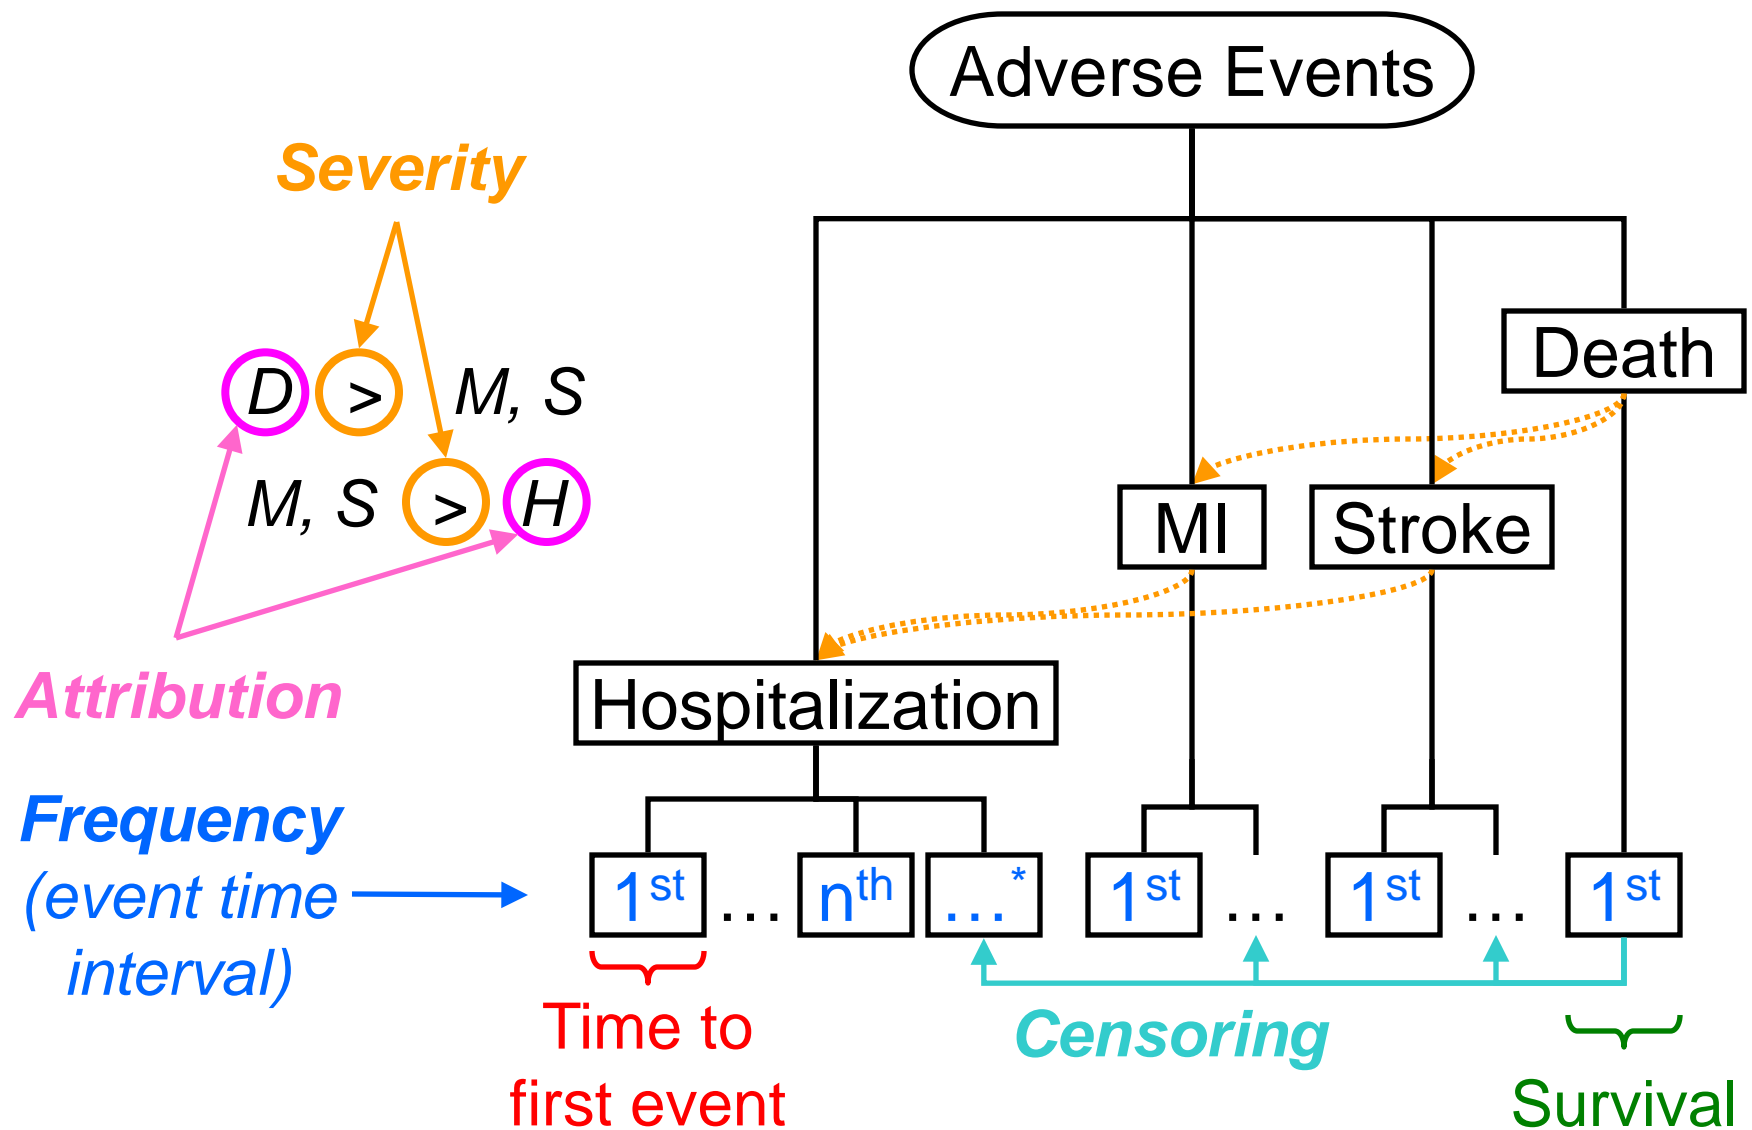 Adverse Events
Severity
Death
D > M, S
M, S > H
MI
Stroke
Attribution
Hospitalization
Frequency
(event time
interval)
1st … nth …* 1st … 1st … 1st
Time to
first event
Censoring
Survival